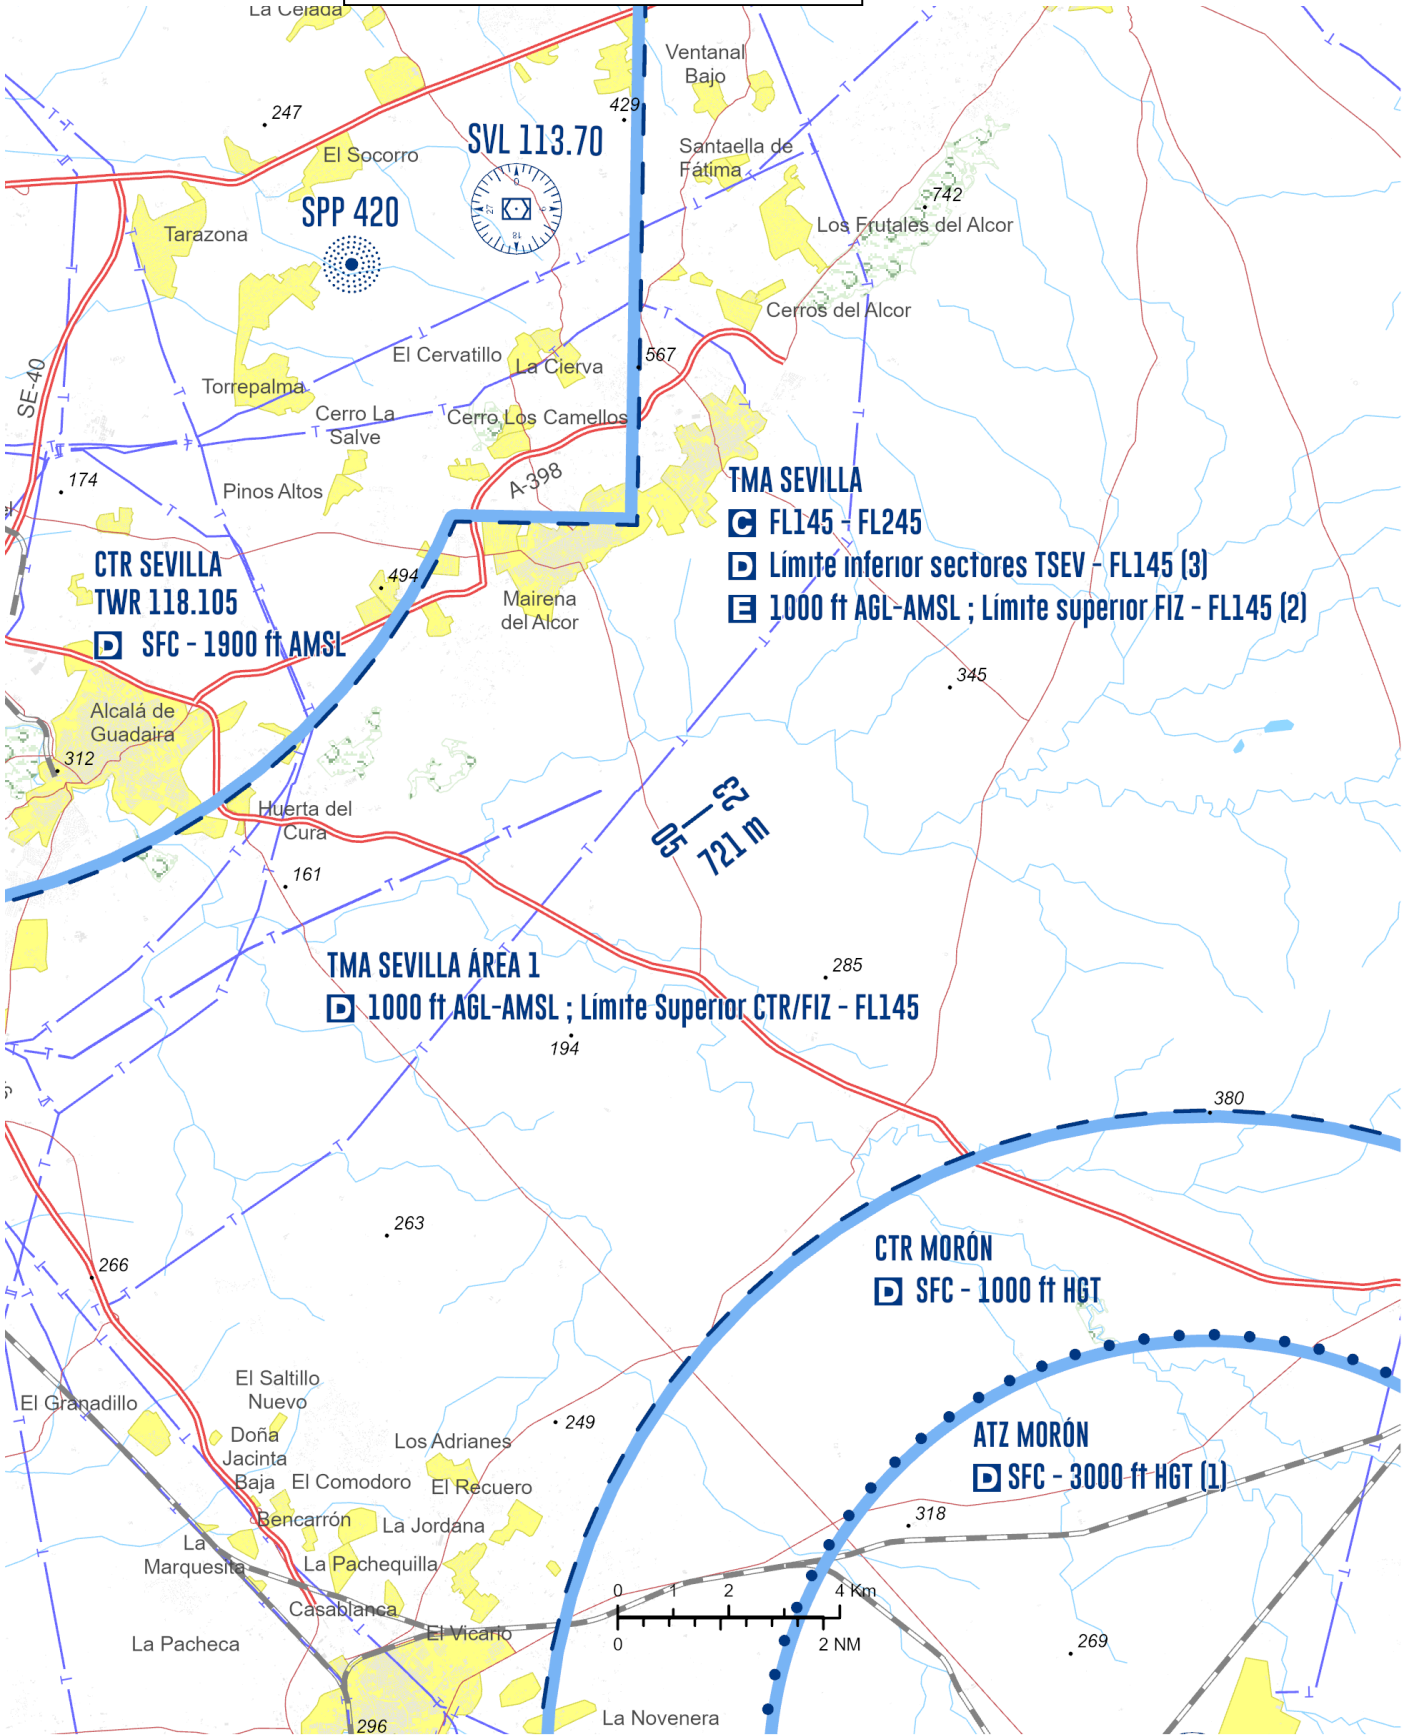 La Celada
Ventanal
Bajo
247
429
SVL 113.70
El Socorro
Santaella de
Fátima
SPP 420
0
9
18
27
742
Tarazona
Los Frutales del Alcor
Cerros del Alcor
El Cervatillo
567
La Cierva
SE-40
Torrepalma
Cerro La
Salve
Cerro Los Camellos
174
Pinos Altos
A-398
TMA SEVILLA
C FL145 - FL245
D Límite inferior sectores TSEV - FL145 (3)
E 1000 ft AGL-AMSL ; Límite superior FIZ - FL145 (2)
CTR SEVILLA
TWR 118.105
D SFC - 1900 ft AMSL
494
Mairena
del Alcor
345
Alcalá de
Guadaira
312
Huerta del
Cura
23
05
721 m
161
TMA SEVILLA ÁREA 1
D 1000 ft AGL-AMSL ; Límite Superior CTR/FIZ - FL145
285
194
380
263
266
CTR MORÓN
D SFC - 1000 ft HGT
El Saltillo
Nuevo
El Granadillo
249
Doña
Jacinta
Baja
Los Adrianes
ATZ MORÓN
D SFC - 3000 ft HGT (1)
El Comodoro
El Recuero
Bencarrón
La Jordana
318
La
Marquesita
La Pachequilla
0 1 2 4 Km
Casablanca
El Vicario
0 2 NM
La Pacheca
269
La Novenera
296